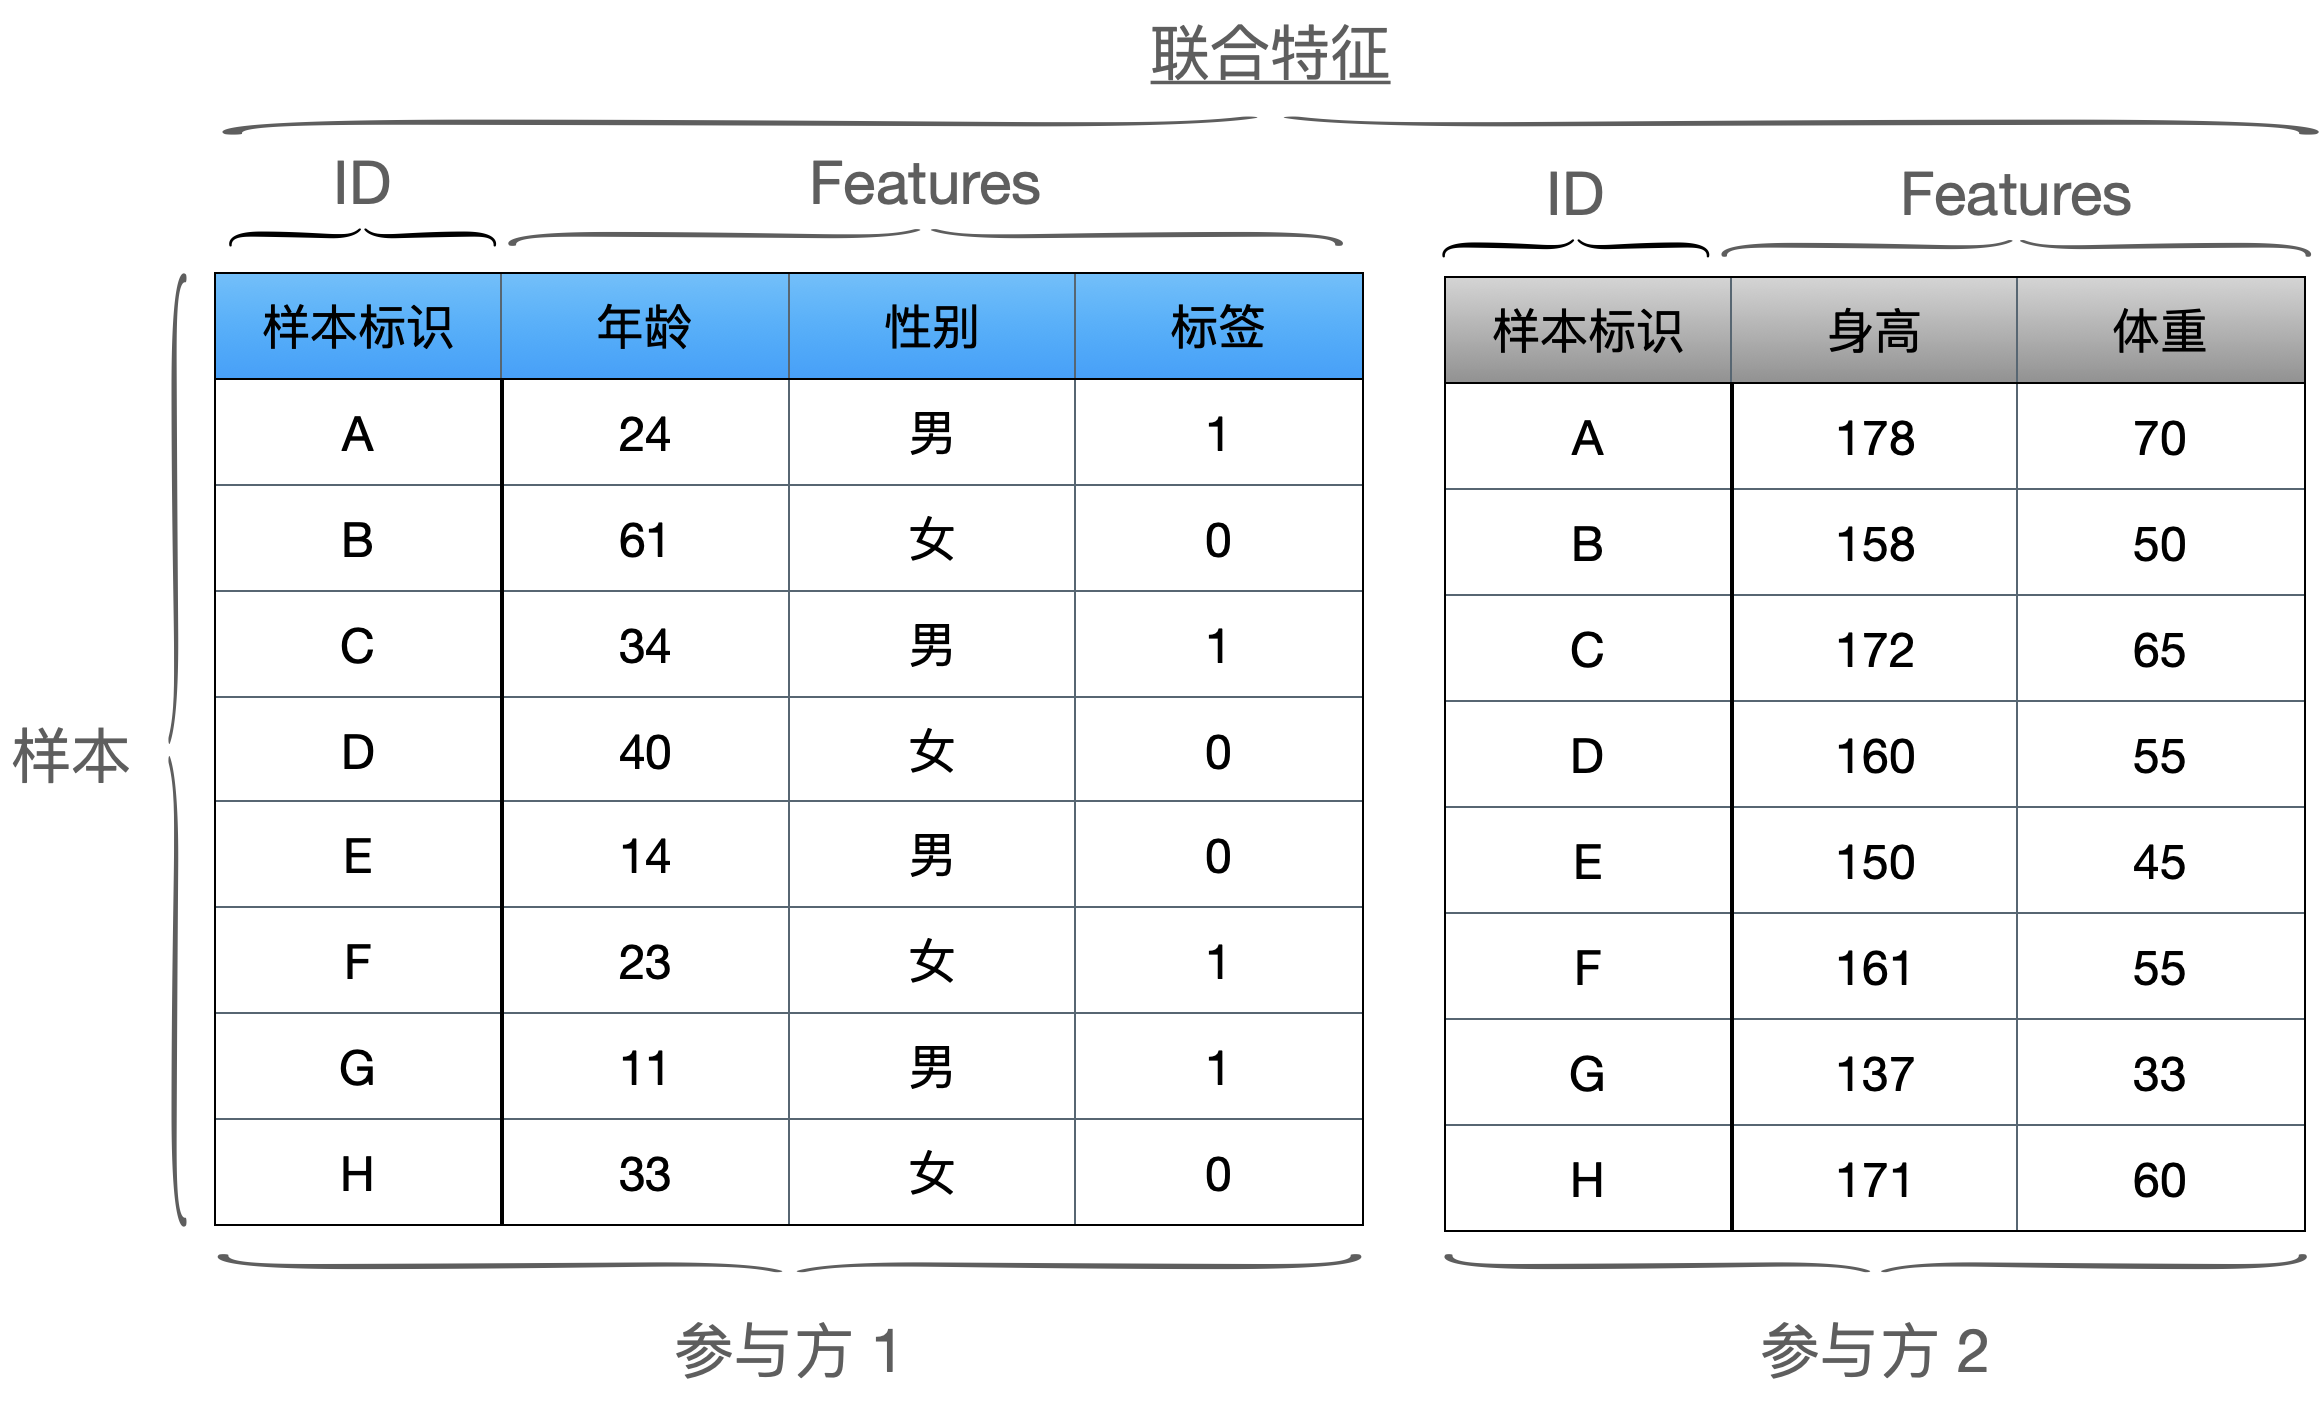 联合特征
ID Features ID Features
样本标识 年龄 性别 标签 样本标识 身高 体重
A 24 男 1 A 178 70
B 61 女 0 B 158 50
C 34 男 1 C 172 65
样本 D 40 女 0 D 160 55
E 14 男 0 E 150 45
F 23 女 1 F 161 55
G 11 男 1 G 137 33
H 33 女 0 H 171 60
参与方 1 参与方 2